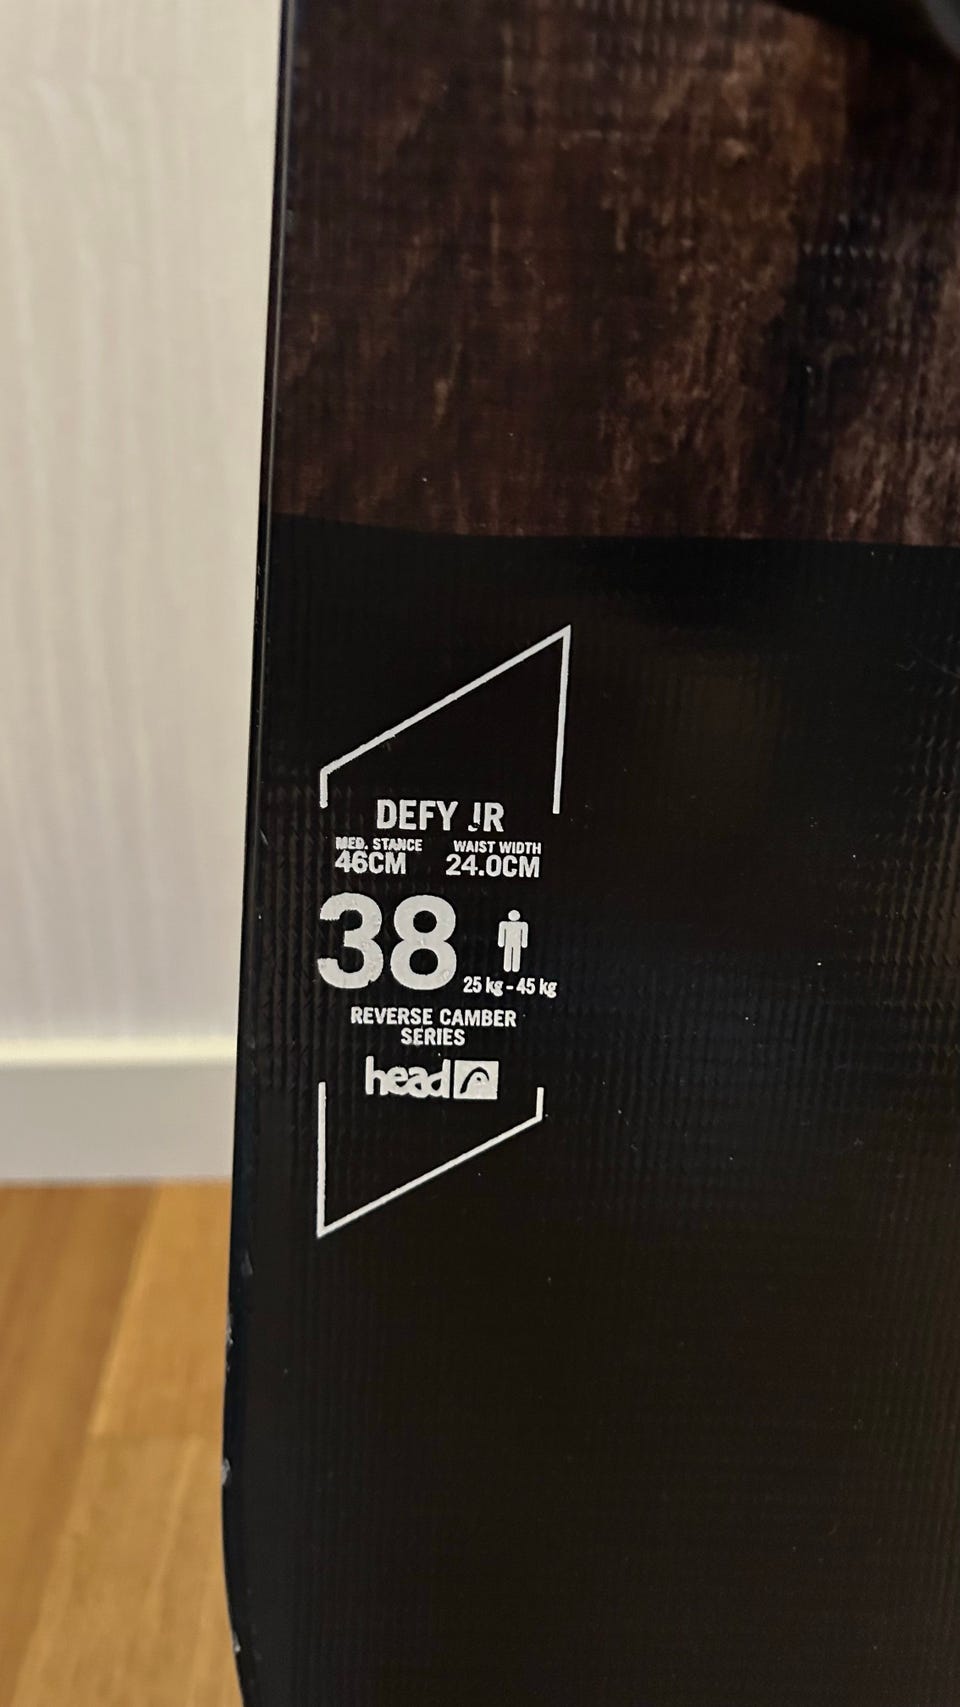 DEFY JR
MED. STANCE WAIST WIDTH
46CM 24.0CM
38
25 kg - 45 kg
REVERSE CAMBER
SERIES
head